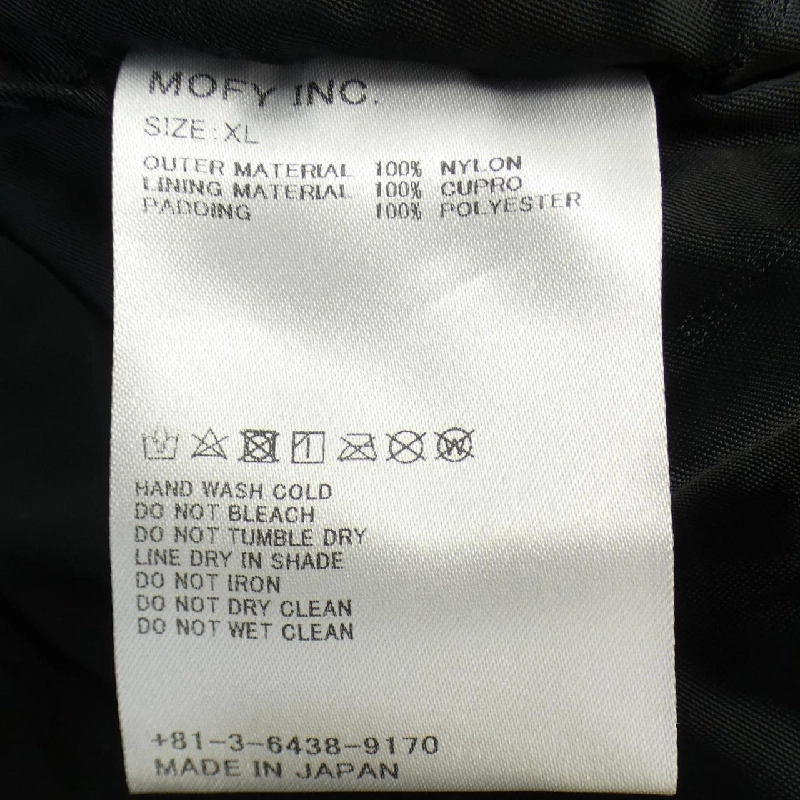 MOFY INC.
SIZE:XL
OUTER MATERIAL 100% NYLON
LINING MATERIAL 100% CUPRO
PADDING 100% POLYESTER
W
HAND WASH COLD
DO NOT BLEACH
DO NOT TUMBLE DRY
LINE DRY IN SHADE
DO NOT IRON
DO NOT DRY CLEAN
DO NOT WET CLEAN
+81-3-6438-9170
MADE IN JAPAN